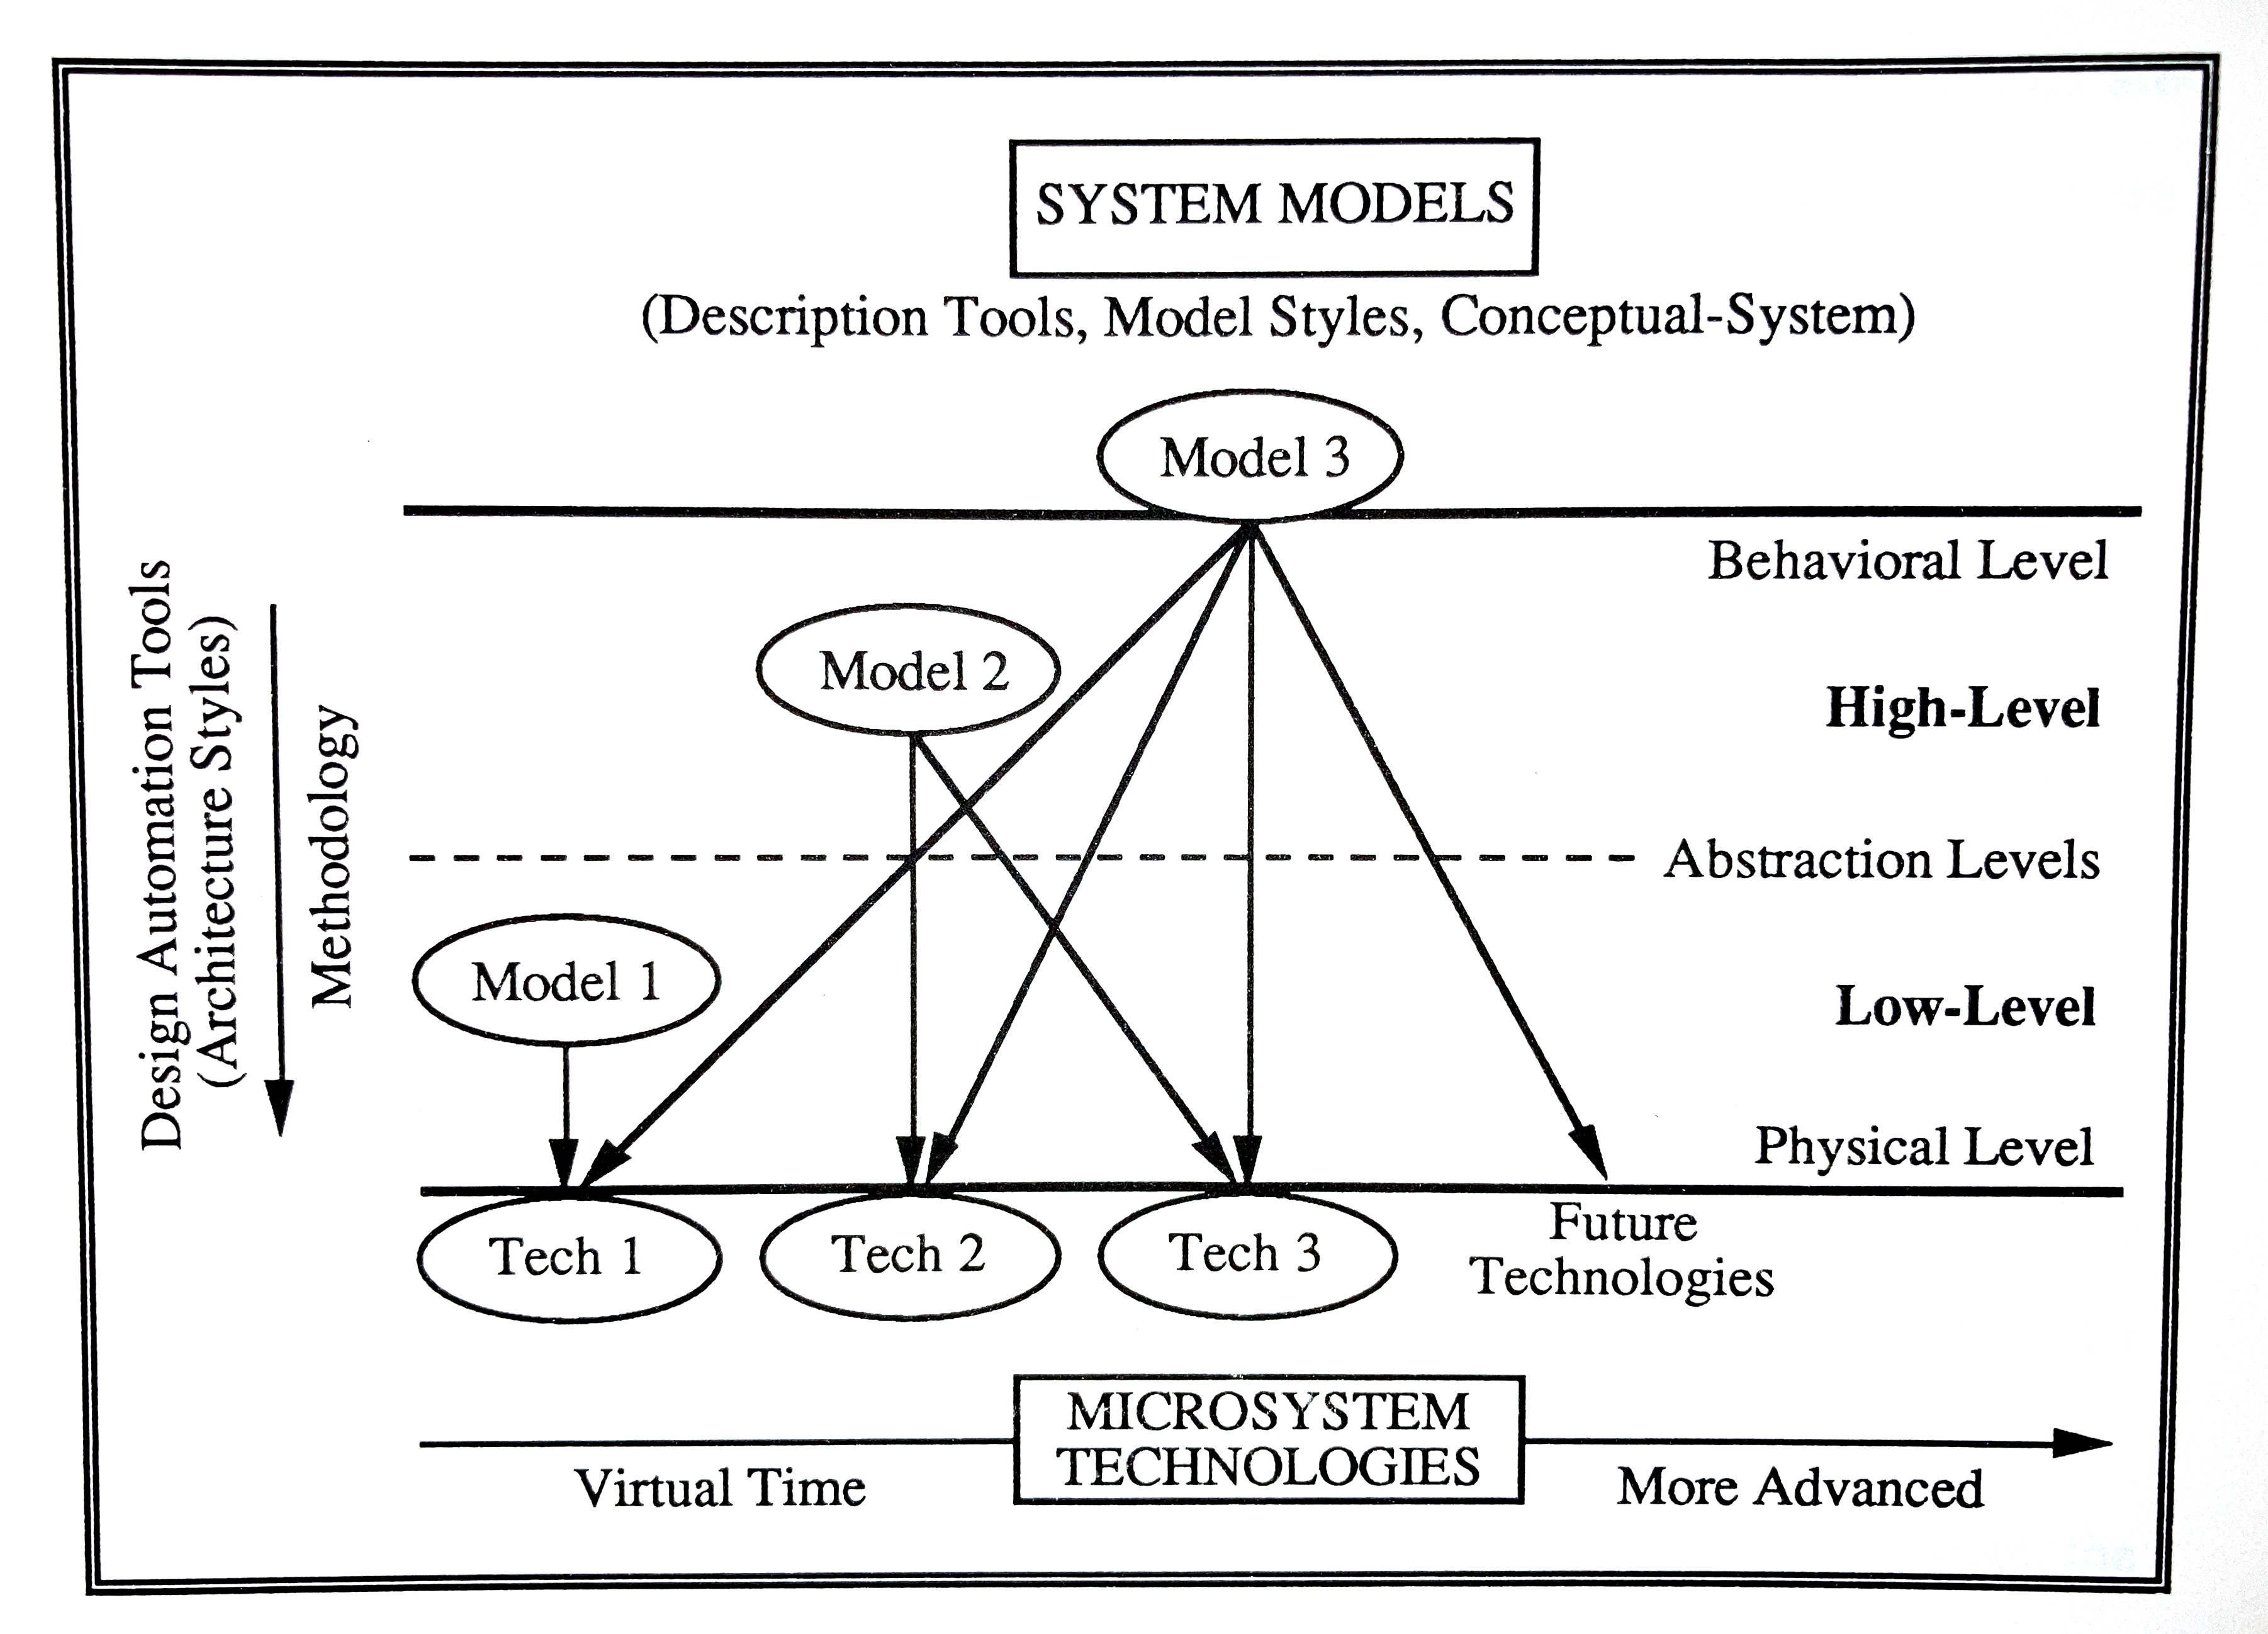 SYSTEM MODELS
(Description Tools, Model Styles, Conceptual-System)
Model 3
Behavioral Level
Model 2
High-Level
Design Automation Tools
(Architecture Styles)
Methodology
Abstraction Levels
Model 1
Low-Level
Physical Level
Tech 1
Tech 2
Tech 3
Future
Technologies
MICROSYSTEM
TECHNOLOGIES
Virtual Time
More Advanced